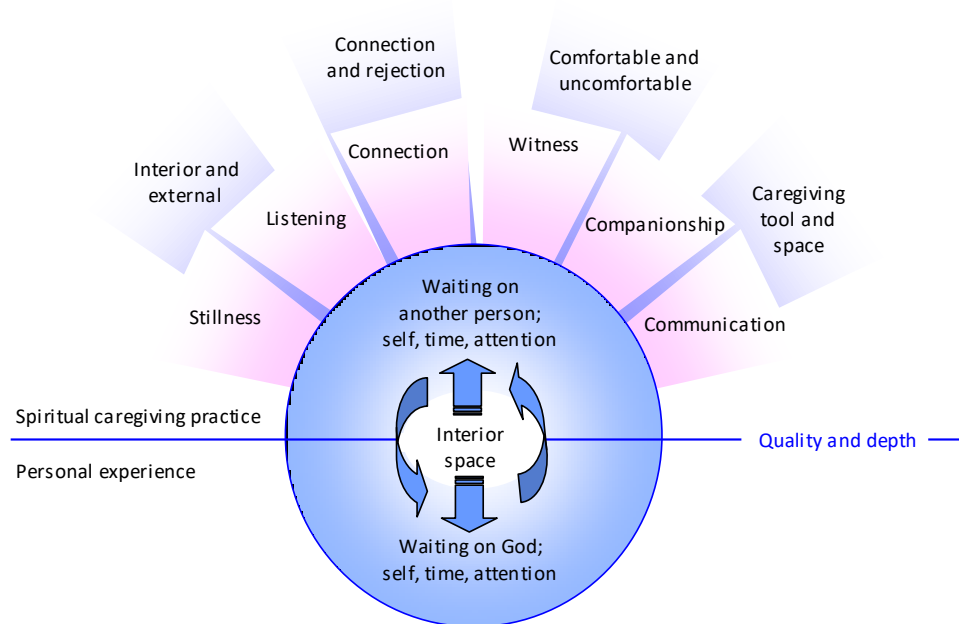 Connection
and rejection
Comfortable and
uncomfortable
Interior and
external
Caregiving
tool and
space
Witness
Connection
Listening
Companionship
Stillness
Communication
Waiting on
another person;
self, time, attention
Spiritual caregiving practice
Interior
space
Quality and depth
Personal experience
Waiting on God;
self, time, attention